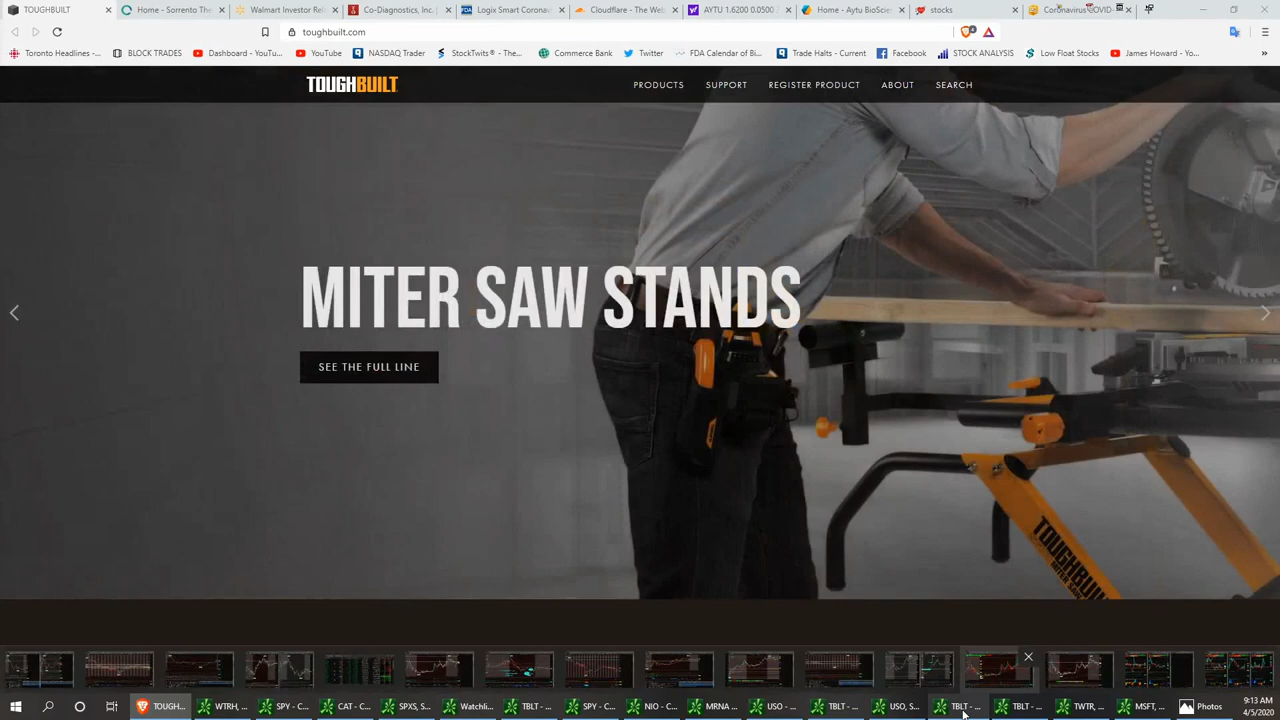 TOUGHBUILT
Home - Sorrento The
Walmart Investor Rel
Co-Diagnostics, Inc.
Logix Smart Coronav
Cloudflare - The Web
AYTU 1.6200 0.0500
Home - Aytu BioScien
stocks
Coronavirus COVID-
toughbuilt.com
Toronto Headlines -...
BLOCK TRADES
Dashboard - YouTu...
YouTube
NASDAQ Trader
StockTwits® - The...
Commerce Bank
Twitter
FDA Calendar of Bi...
Trade Halts - Current
Facebook
STOCK ANALYSIS
Low Float Stocks
James Howard - Yo...
TOUGHBUILT
PRODUCTS
SUPPORT
REGISTER PRODUCT
ABOUT
SEARCH
MITER SAW STANDS
SEE THE FULL LINE
TOUGHBUILT
MITER SAW
TOUGH...
WTRH, ...
SPY - C...
CAT - C...
SPXS, S...
Watchli...
TBLT - ...
SPY - C...
NIO - C...
MRNA ...
USO - ...
TBLT - ...
USO, S...
TBLT - ...
TBLT - ...
TWTR, ...
MSFT, ...
Photos
9:13 AM
4/5/2020